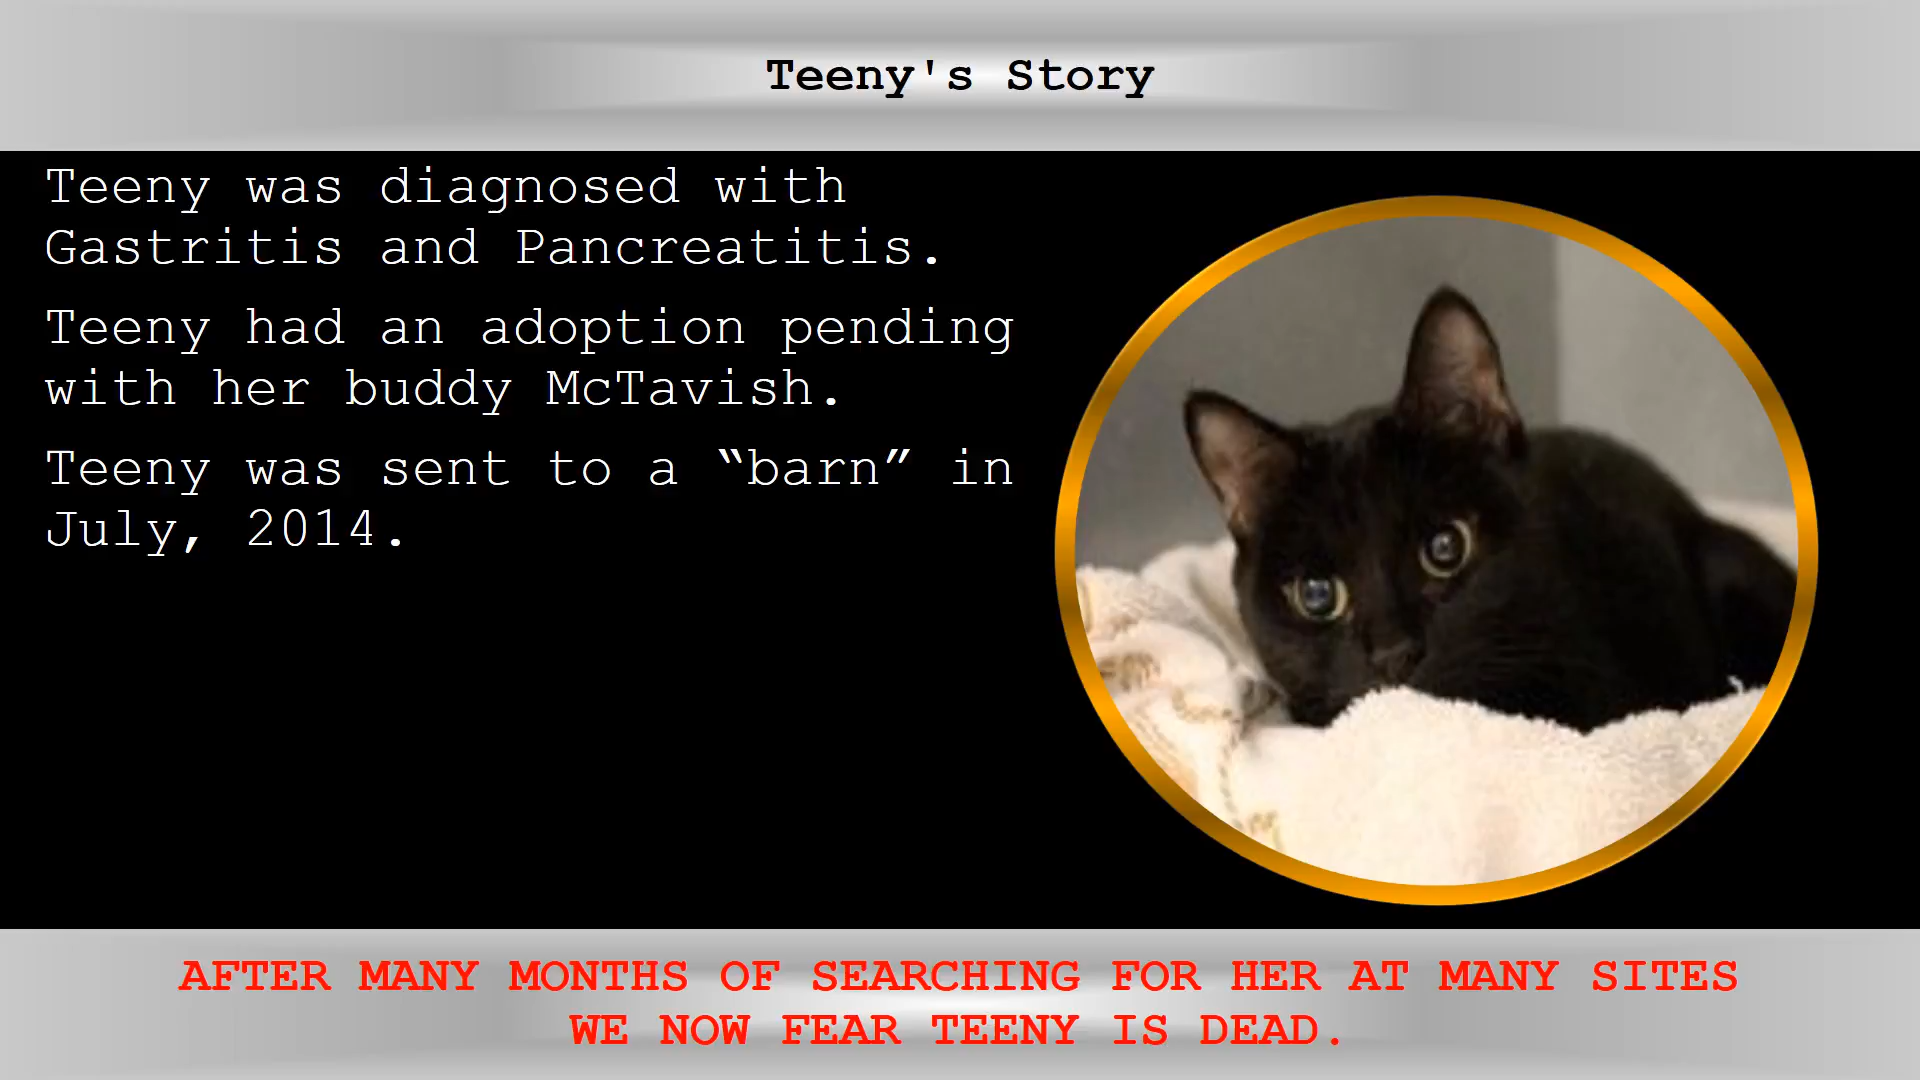 Teeny's Story
Teeny was diagnosed with
Gastritis and Pancreatitis.
Teeny had an adoption pending
with her buddy McTavish.
Teeny was sent to a “barn” in
July, 2014.
AFTER MANY MONTHS OF SEARCHING FOR HER AT MANY SITES
WE NOW FEAR TEENY IS DEAD.